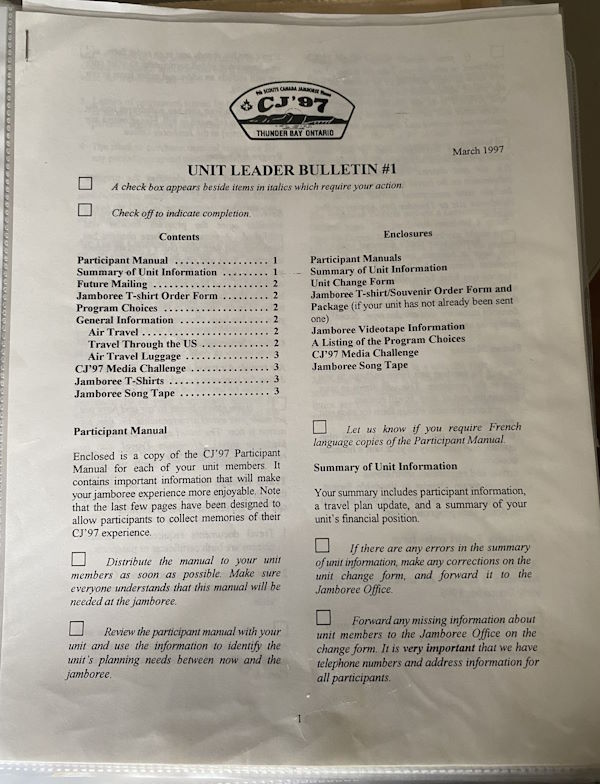 9th SCOUTS CANADA JAMBOREE
CJ'97
THUNDER BAY ONTARIO
March 1997
UNIT LEADER BULLETIN #1
A check box appears beside items in italics which require your action.
Check off to indicate completion.
Contents
Participant Manual . . . . . . . . . . . . . . . . . 1
Summary of Unit Information . . . . . . . . . 1
Future Mailing . . . . . . . . . . . . . . . . . . . . 2
Jamboree T-shirt Order Form . . . . . . . . . 2
Program Choices . . . . . . . . . . . . . . . . . . 2
General Information . . . . . . . . . . . . . . . . 2
Air Travel . . . . . . . . . . . . . . . . . . . . . . 2
Travel Through the US . . . . . . . . . . . . 2
Air Travel Luggage . . . . . . . . . . . . . . . 3
CJ'97 Media Challenge . . . . . . . . . . . . . . 3
Jamboree T-Shirts . . . . . . . . . . . . . . . . . 3
Jamboree Song Tape . . . . . . . . . . . . . . . . 3
Participant Manual
Enclosed is a copy of the CJ'97 Participant
Manual for each of your unit members. It
contains important information that will make
your jamboree experience more enjoyable. Note
that the last few pages have been designed to
allow participants to collect memories of their
CJ'97 experience.
Distribute the manual to your unit
members as soon as possible. Make sure
everyone understands that this manual will be
needed at the jamboree.
Review the participant manual with your
unit and use the information to identify the
unit's planning needs between now and the
jamboree.
Enclosures
Participant Manuals
Summary of Unit Information
Unit Change Form
Jamboree T-shirt/Souvenir Order Form and
Package (if your unit has not already been sent
one)
Jamboree Videotape Information
A Listing of the Program Choices
CJ'97 Media Challenge
Jamboree Song Tape
Let us know if you require French
language copies of the Participant Manual.
Summary of Unit Information
Your summary includes participant information,
a travel plan update, and a summary of your
unit's financial position.
If there are any errors in the summary
of unit information, make any corrections on the
unit change form, and forward it to the
Jamboree Office.
Forward any missing information about
unit members to the Jamboree Office on the
change form. It is very important that we have
telephone numbers and address information for
all participants.
1